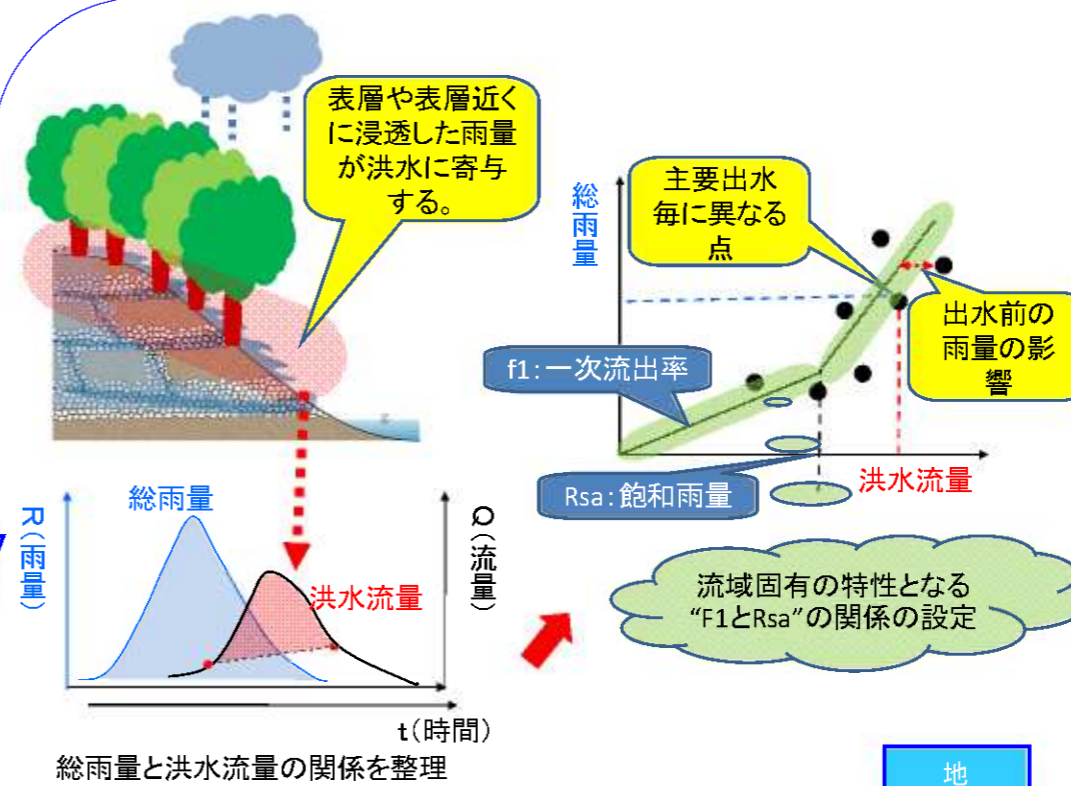 表層や表層近く
に浸透した雨量
が洪水に寄与
する。
総雨量
主要出水
毎に異なる
点
出水前の
雨量の影
響
f1:一次流出率
Rsa:飽和雨量
洪水流量
R(雨量)
総雨量
洪水流量
Q(流量)
t(時間)
総雨量と洪水流量の関係を整理
流域固有の特性となる
“F1とRsa”の関係の設定
地